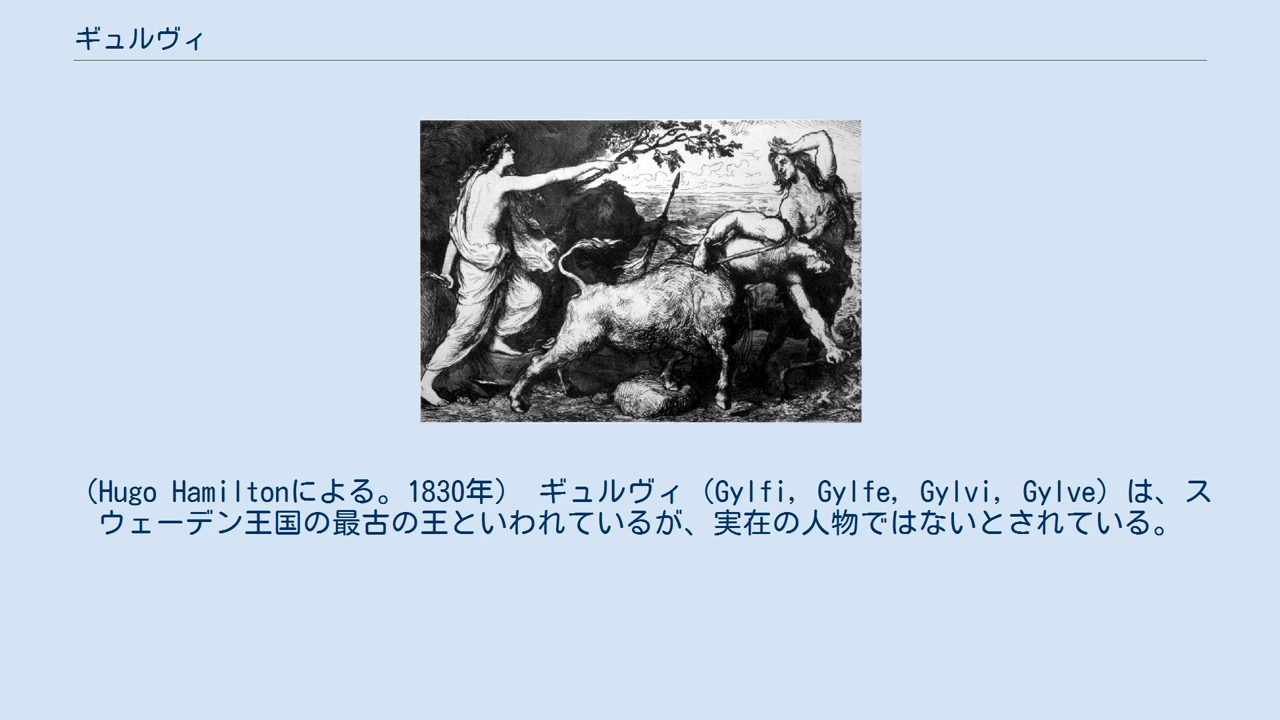 ギュルヴィ
（Hugo Hamiltonによる。1830年） ギュルヴィ（Gylfi, Gylfe, Gylvi, Gylve）は、ス
ウェーデン王国の最古の王といわれているが、実在の人物ではないとされている。